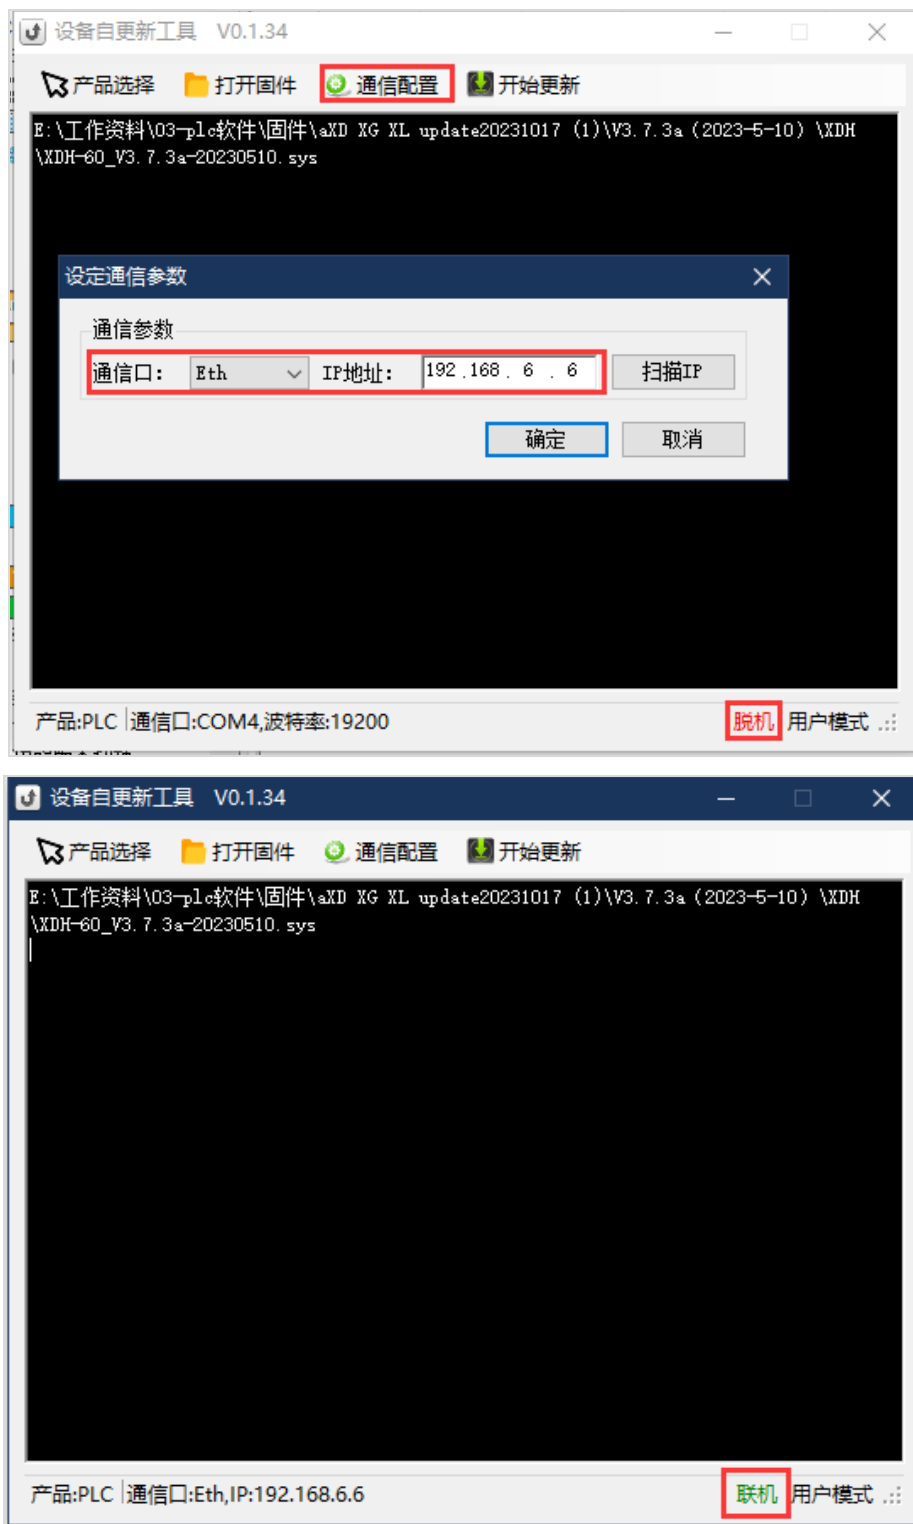 设备自更新工具 V0.1.34
产品选择 打开固件 通信配置 开始更新
E:\工作资料\03-plc软件\固件\aXD XG XL update20231017 (1)\V3.7.3a（2023-5-10）\XDH
\XDH-60_V3.7.3a-20230510.sys
设定通信参数
通信参数
通信口： Eth IP地址： 192.168.6.6 扫描IP
确定 取消
产品:PLC 通信口:COM4,波特率:19200 脱机 用户模式
设备自更新工具 V0.1.34
产品选择 打开固件 通信配置 开始更新
E:\工作资料\03-plc软件\固件\aXD XG XL update20231017 (1)\V3.7.3a（2023-5-10）\XDH
\XDH-60_V3.7.3a-20230510.sys
产品:PLC 通信口:Eth,IP:192.168.6.6 联机 用户模式